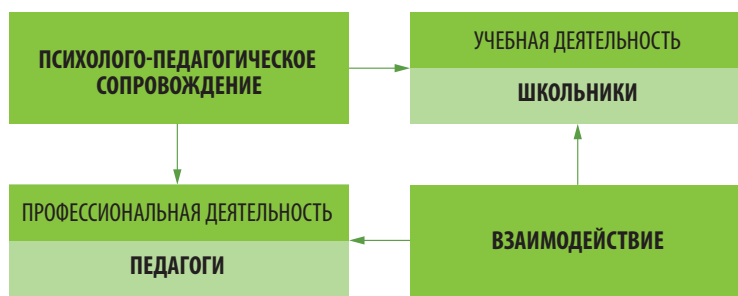 ПСИХОЛОГО-ПЕДАГОГИЧЕСКОЕ
СОПРОВОЖДЕНИЕ
УЧЕБНАЯ ДЕЯТЕЛЬНОСТЬ
ШКОЛЬНИКИ
ПРОФЕССИОНАЛЬНАЯ ДЕЯТЕЛЬНОСТЬ
ПЕДАГОГИ
ВЗАИМОДЕЙСТВИЕ